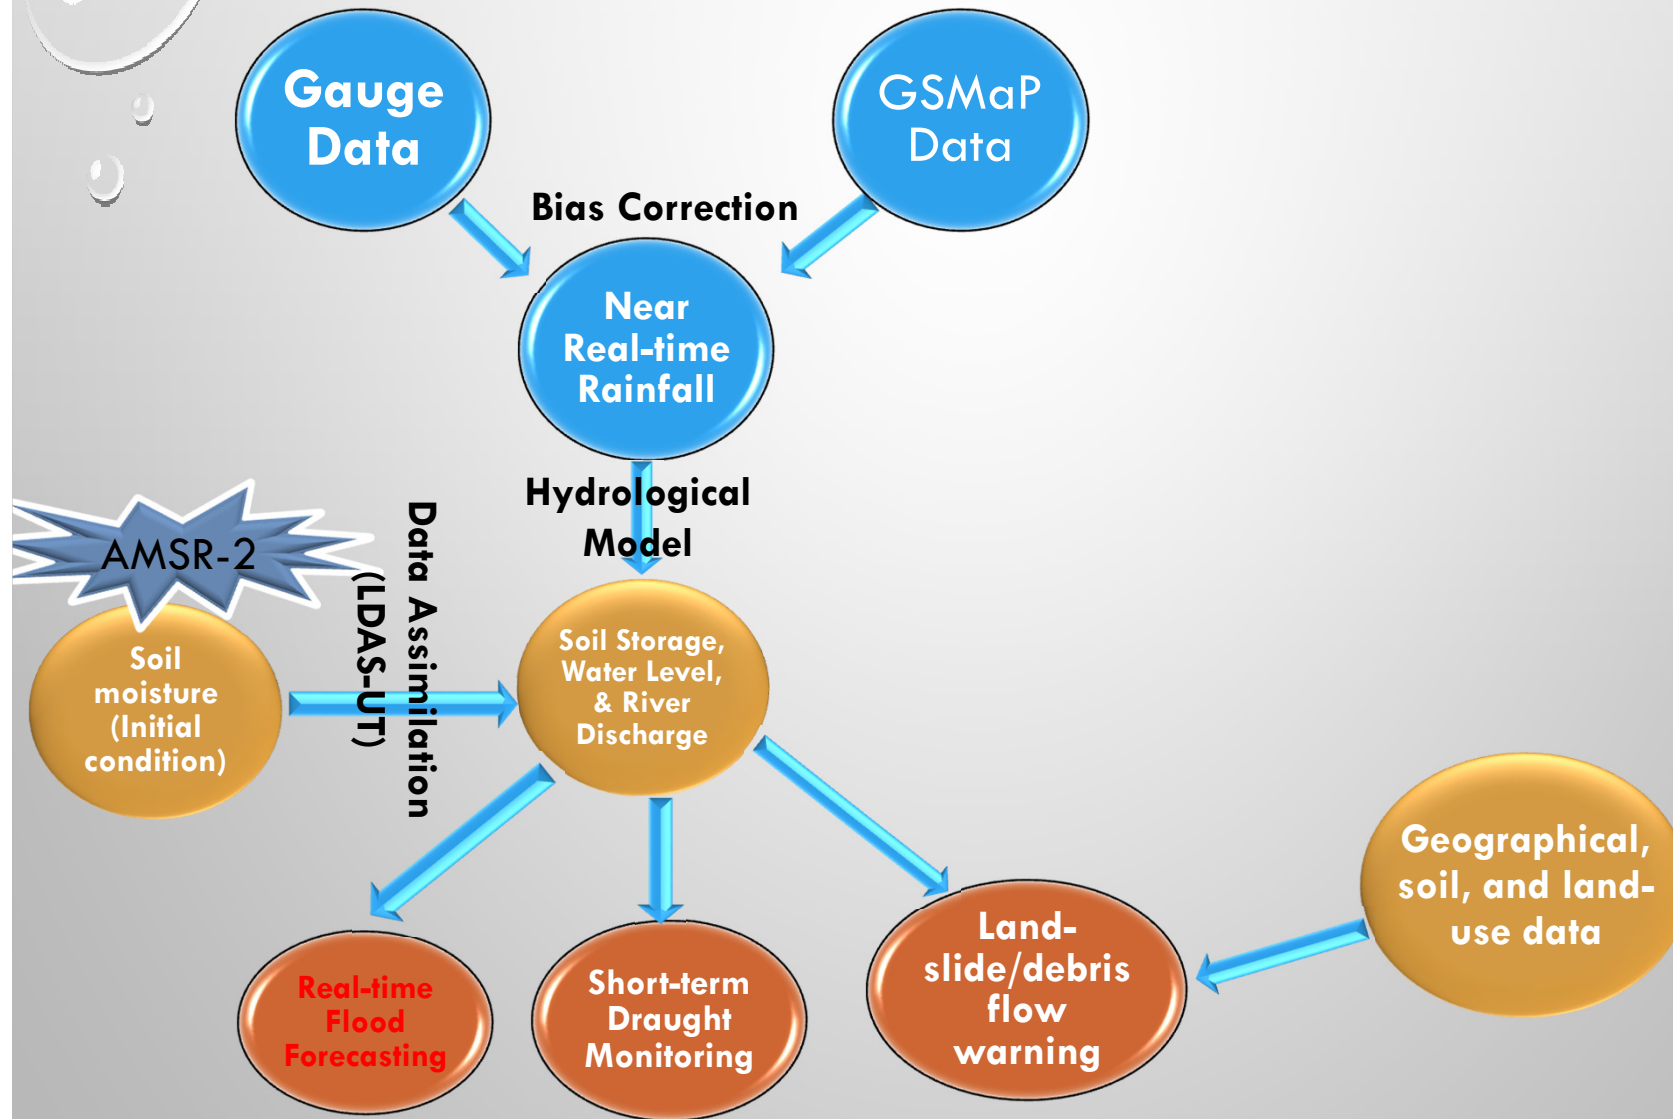 Gauge
Data
GSMaP
Data
Bias Correction
Near
Real-time
Rainfall
Hydrological
Model
AMSR-2
Data Assimilation
(LDAS-UT)
Soil
moisture
(Initial
condition)
Soil Storage,
Water Level,
& River
Discharge
Real-time
Flood
Forecasting
Short-term
Draught
Monitoring
Land-
slide/debris
flow
warning
Geographical,
soil, and land-
use data